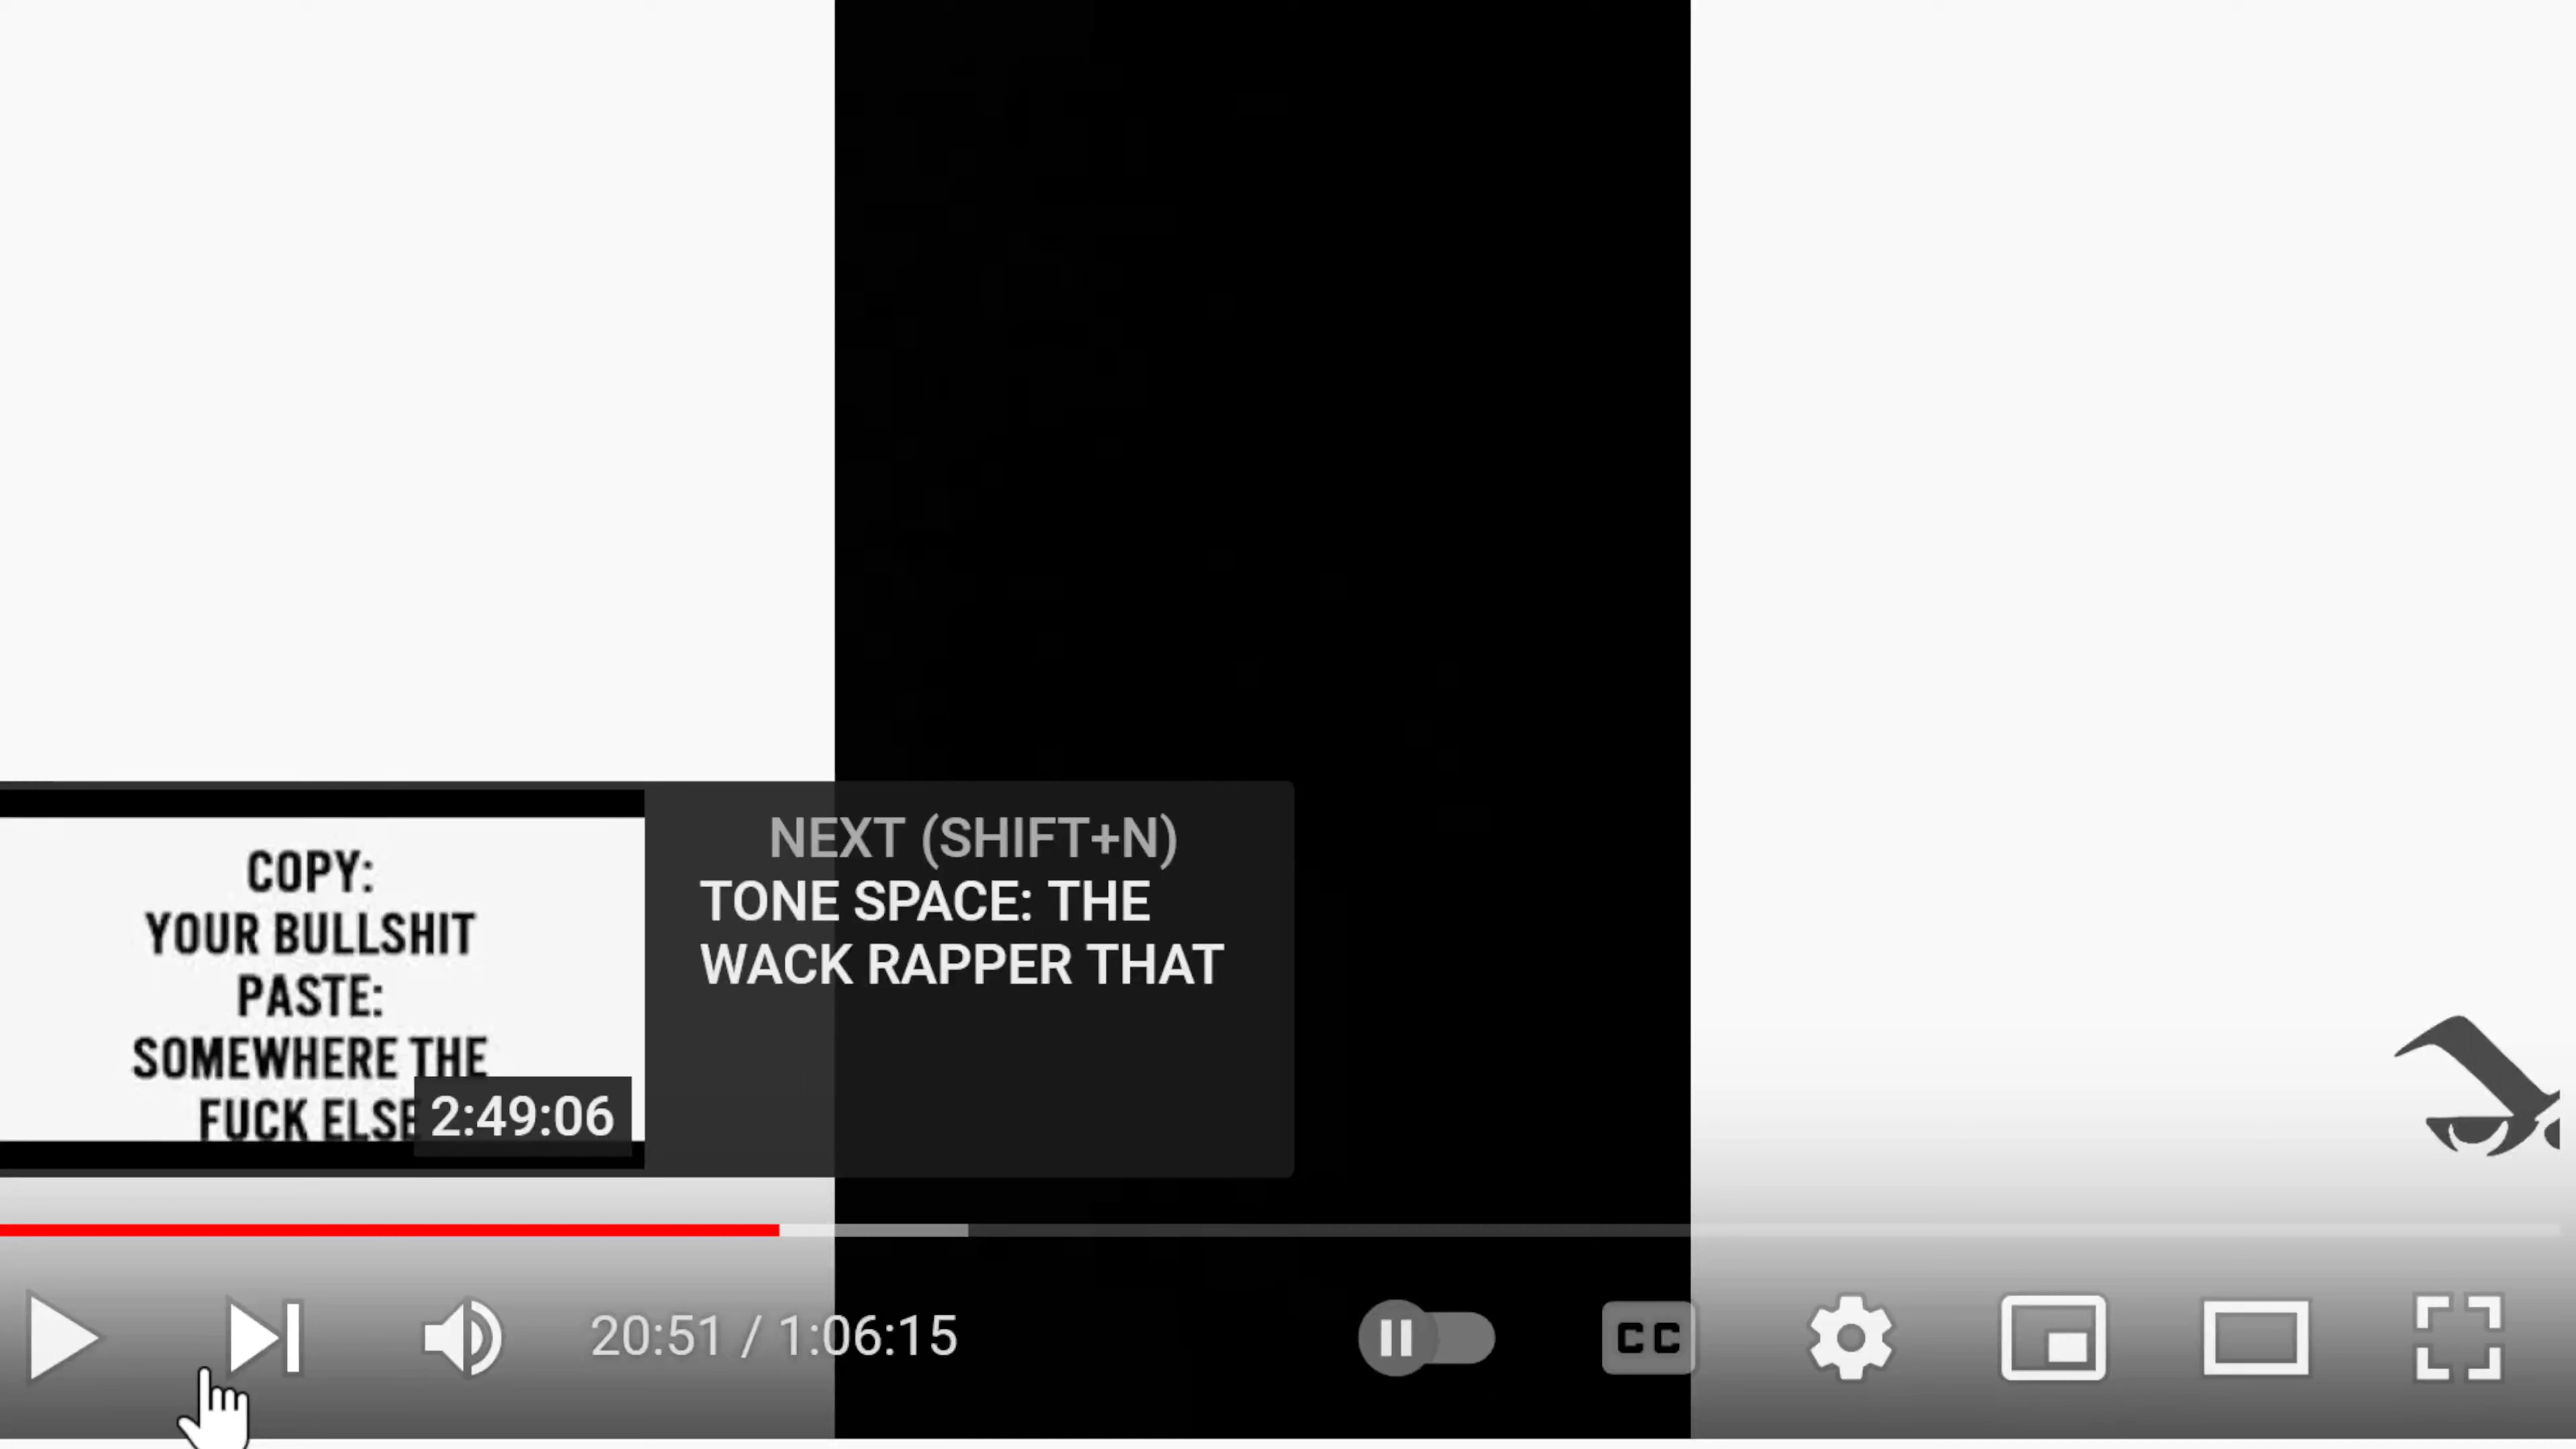 NEXT (SHIFT+N)
TONE SPACE: THE
WACK RAPPER THAT
COPY:
YOUR BULLSHIT
PASTE:
SOMEWHERE THE
FUCK ELSE
2:49:06
20:51 / 1:06:15
CC